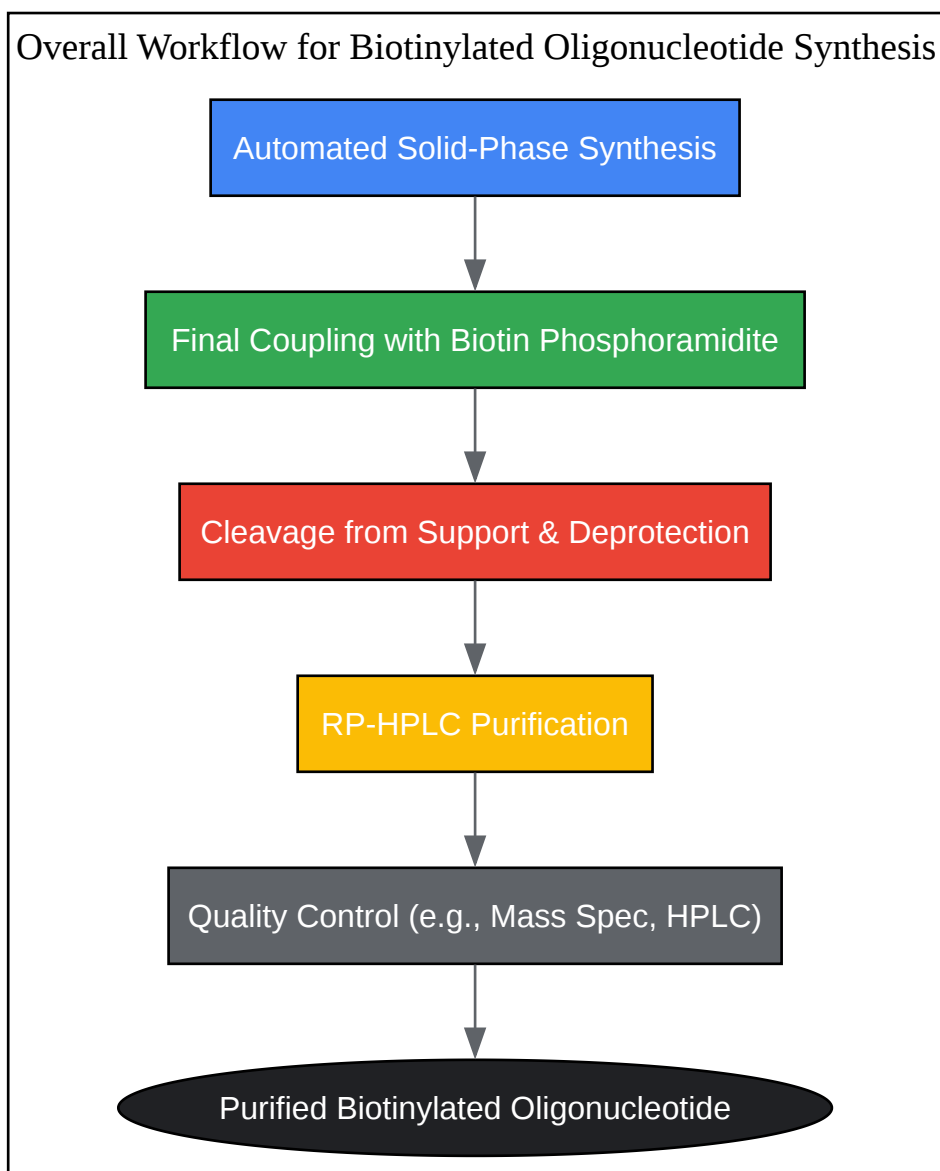 Overall Workflow for Biotinylated Oligonucleotide Synthesis
Automated Solid-Phase Synthesis
Final Coupling with Biotin Phosphoramidite
Cleavage from Support & Deprotection
RP-HPLC Purification
Quality Control (e.g., Mass Spec, HPLC)
Purified Biotinylated Oligonucleotide